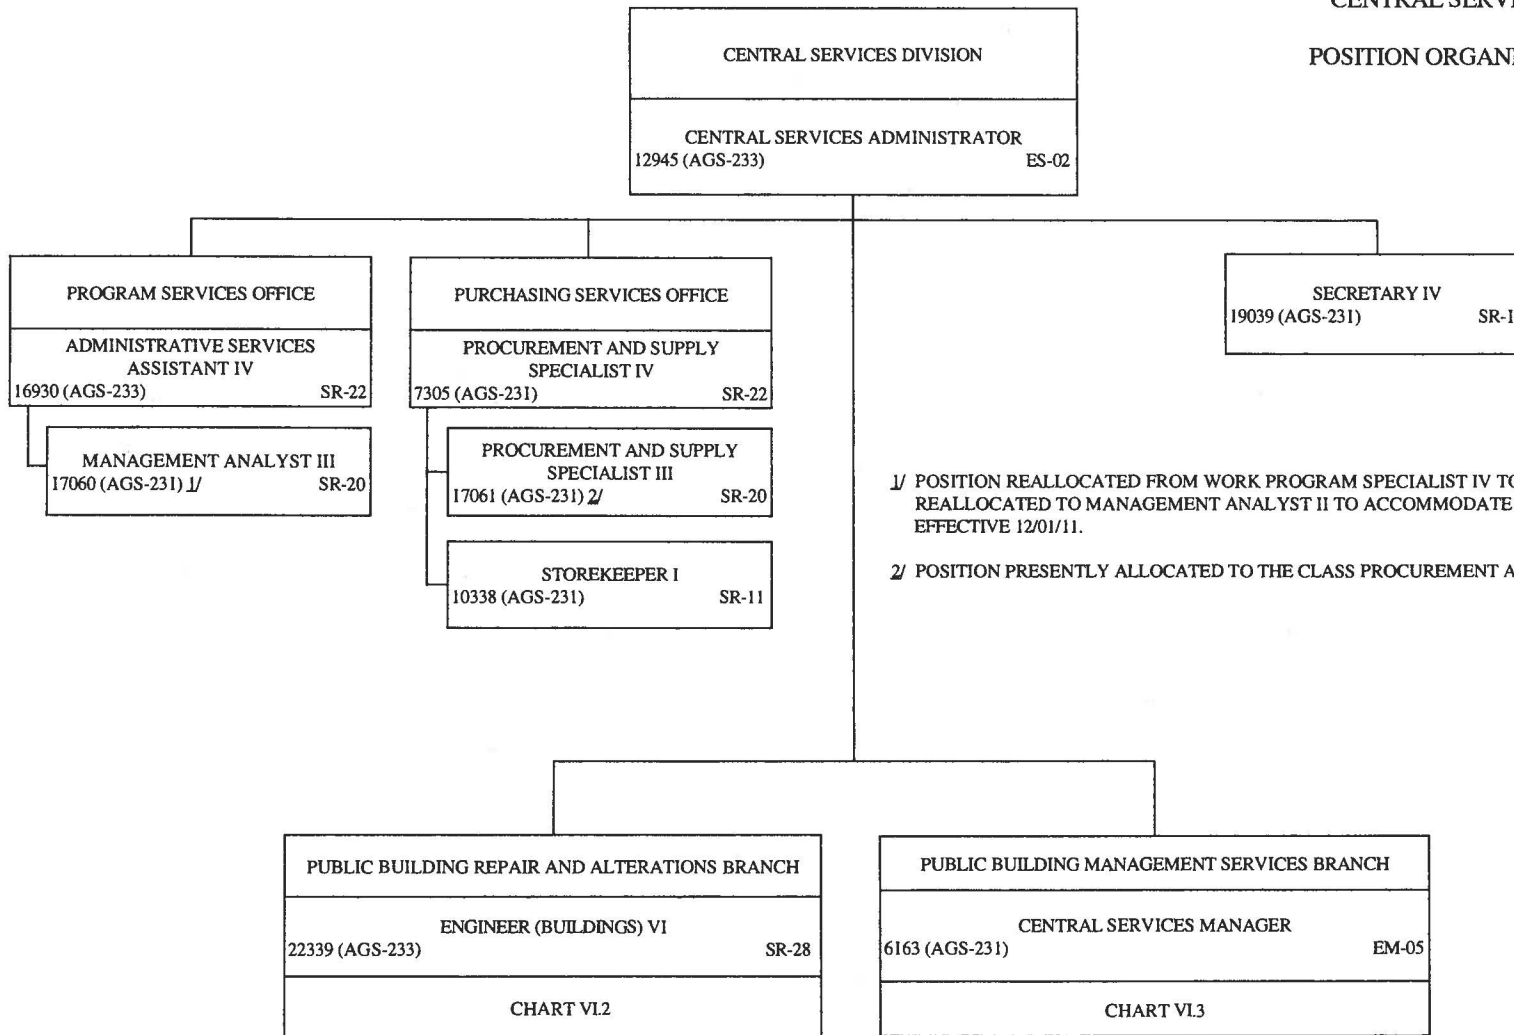 CENTRAL SERVI
POSITION ORGANI
CENTRAL SERVICES DIVISION
CENTRAL SERVICES ADMINISTRATOR
12945 (AGS-233) ES-02
PROGRAM SERVICES OFFICE
ADMINISTRATIVE SERVICES
ASSISTANT IV
16930 (AGS-233) SR-22
MANAGEMENT ANALYST III
17060 (AGS-231) 1/ SR-20
PURCHASING SERVICES OFFICE
PROCUREMENT AND SUPPLY
SPECIALIST IV
7305 (AGS-231) SR-22
PROCUREMENT AND SUPPLY
SPECIALIST III
17061 (AGS-231) 2/ SR-20
STOREKEEPER I
10338 (AGS-231) SR-11
SECRETARY IV
19039 (AGS-231) SR-1
1/ POSITION REALLOCATED FROM WORK PROGRAM SPECIALIST IV TO
REALLOCATED TO MANAGEMENT ANALYST II TO ACCOMMODATE
EFFECTIVE 12/01/11.
2/ POSITION PRESENTLY ALLOCATED TO THE CLASS PROCUREMENT A
PUBLIC BUILDING REPAIR AND ALTERATIONS BRANCH
ENGINEER (BUILDINGS) VI
22339 (AGS-233) SR-28
CHART VI.2
PUBLIC BUILDING MANAGEMENT SERVICES BRANCH
CENTRAL SERVICES MANAGER
6163 (AGS-231) EM-05
CHART VI.3